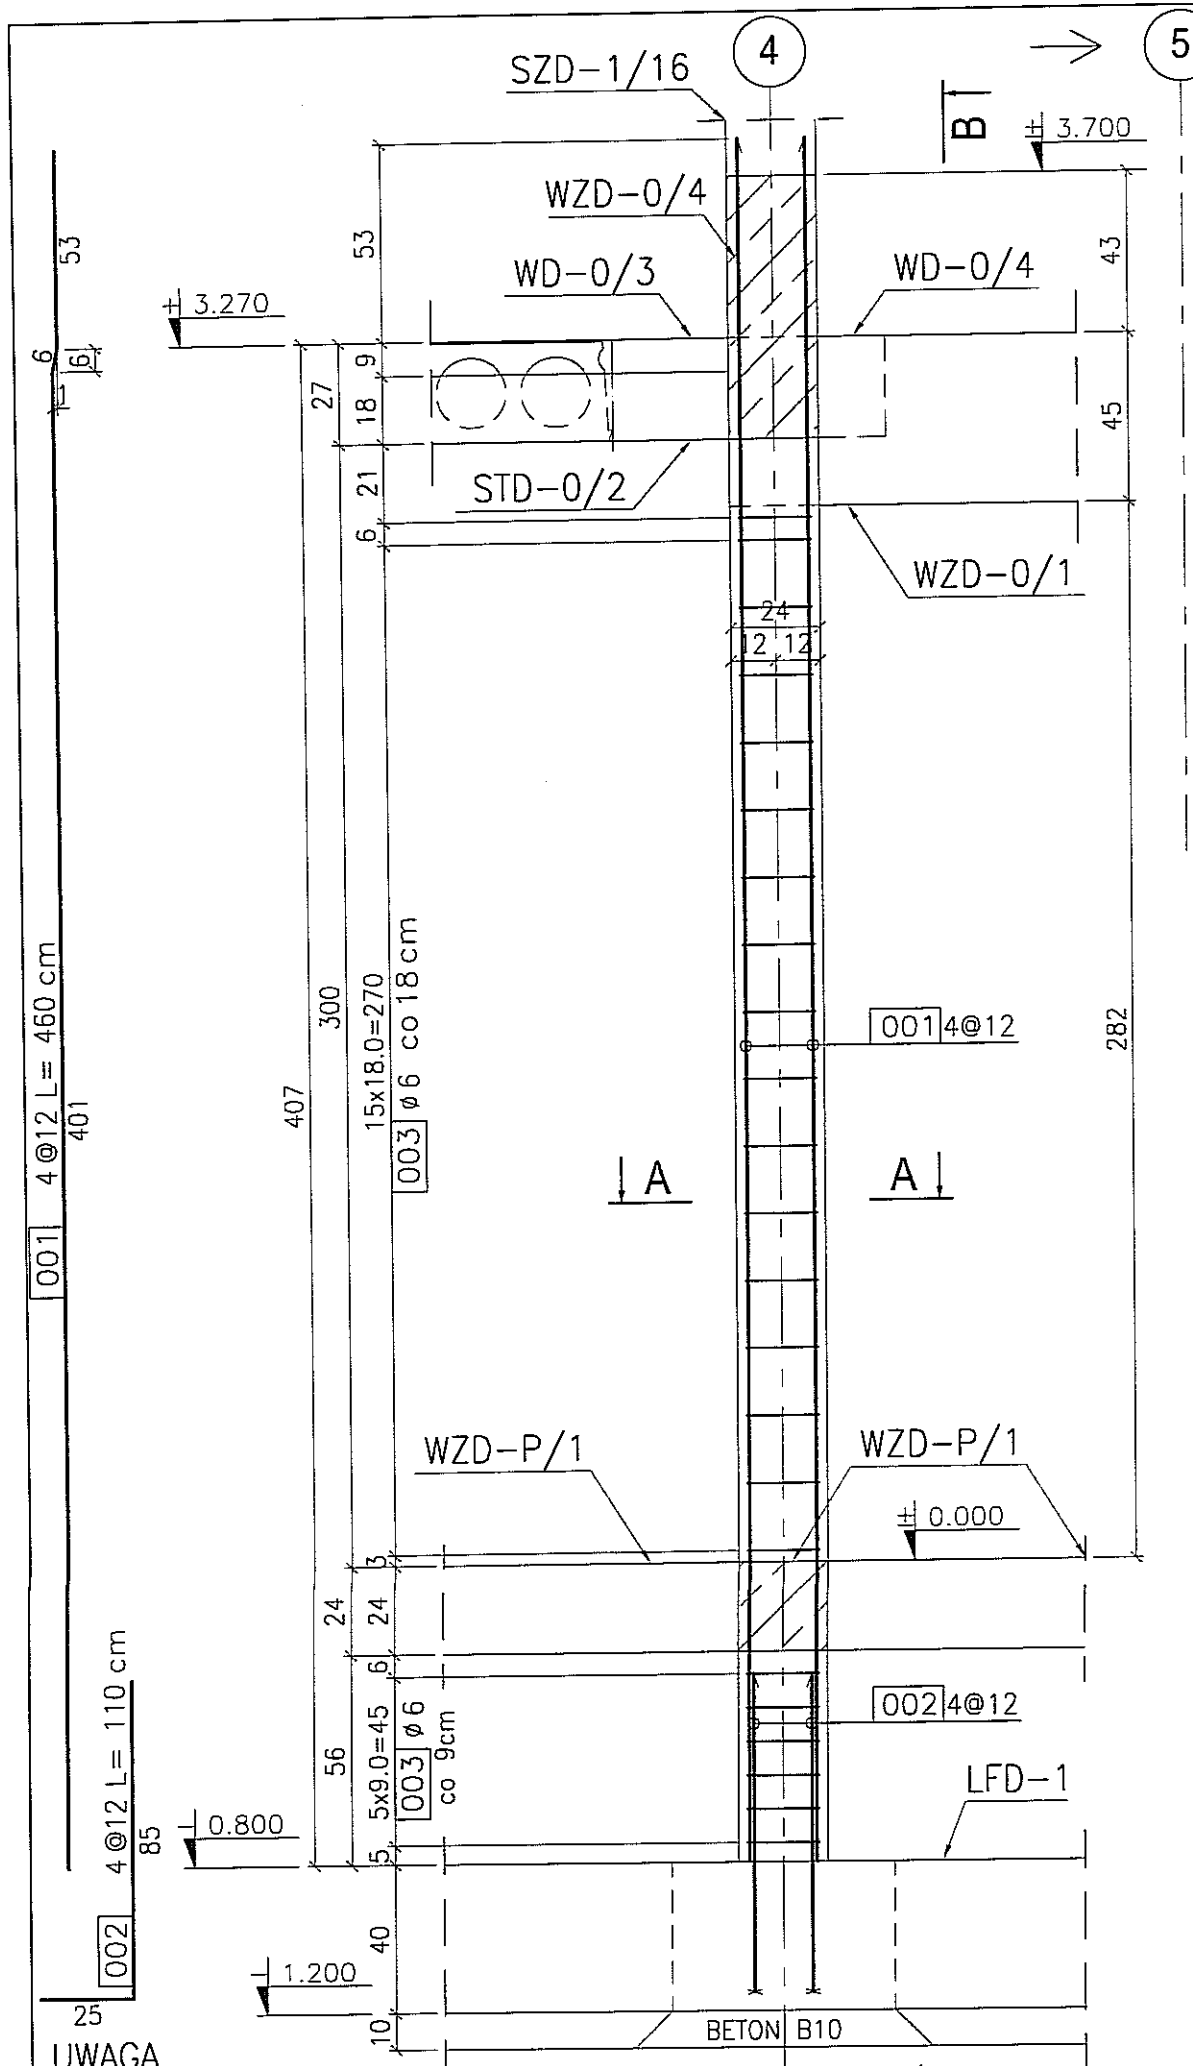 4
5
SZD-1/16
B
± 3.700
WZD-0/4
53
53
43
WD-0/3
WD-0/4
± 3.270
6
6
9
27
1
18
45
21
STD-0/2
6
WZD-0/1
24
12
12
001 4@12 L= 460 cm
401
407
300
15x18.0=270
003 ø6 co 18 cm
001 4@12
282
A
A
WZD-P/1
WZD-P/1
± 0.000
3
24
24
6
002 4@12 L= 110 cm
85
56
5x9.0=45
003 ø6
co 9cm
002 4@12
LFD-1
- 0.800
5
40
- 1.200
25
10
BETON B10
UWAGA